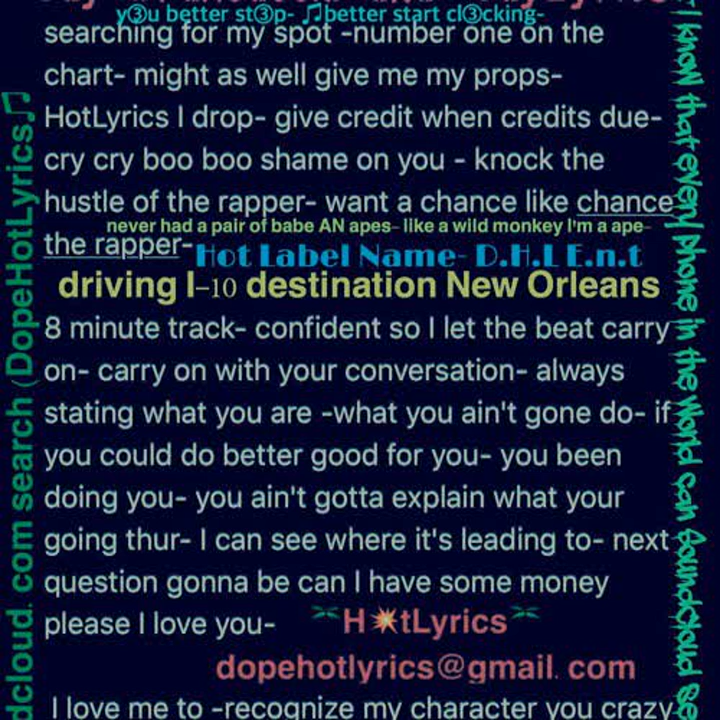 y③u better st③p- ♫better start cl③cking-
searching for my spot -number one on the
chart- might as well give me my props-
HotLyrics I drop- give credit when credits due-
cry cry boo boo shame on you - knock the
hustle of the rapper- want a chance like chance
never had a pair of babe AN apes- like a wild monkey I'm a ape-
the rapper- Hot Label Name- D.H.L E.n.t
driving I-10 destination New Orleans
8 minute track- confident so I let the beat carry
on- carry on with your conversation- always
stating what you are -what you ain't gone do- if
you could do better good for you- you been
doing you- you ain't gotta explain what your
going thur- I can see where it's leading to- next
question gonna be can I have some money
please I love you- H✷tLyrics
dopehotlyrics@gmail. com
I love me to -recognize my character you crazy-
dcloud. com search (DopeHotLyrics♫
I know that every phone in the world can Soundcloud se